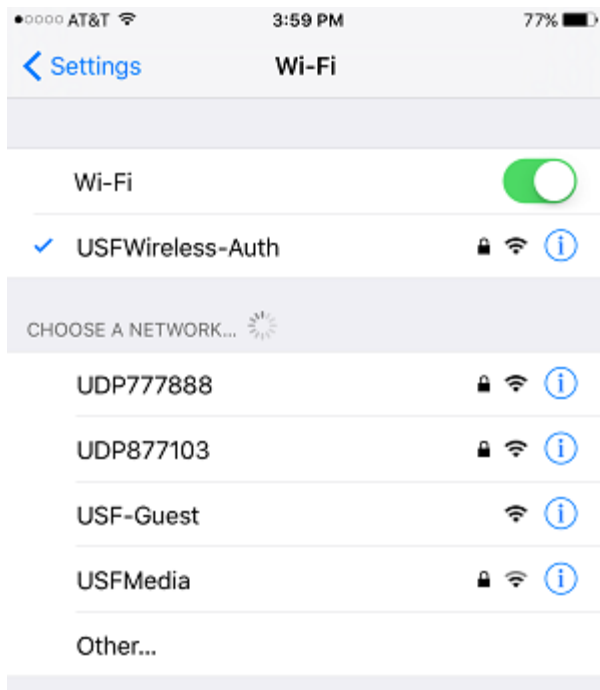 AT&T 3:59 PM 77%
Settings Wi-Fi
Wi-Fi
USFWireless-Auth
CHOOSE A NETWORK...
UDP777888
UDP877103
USF-Guest
USFMedia
Other...